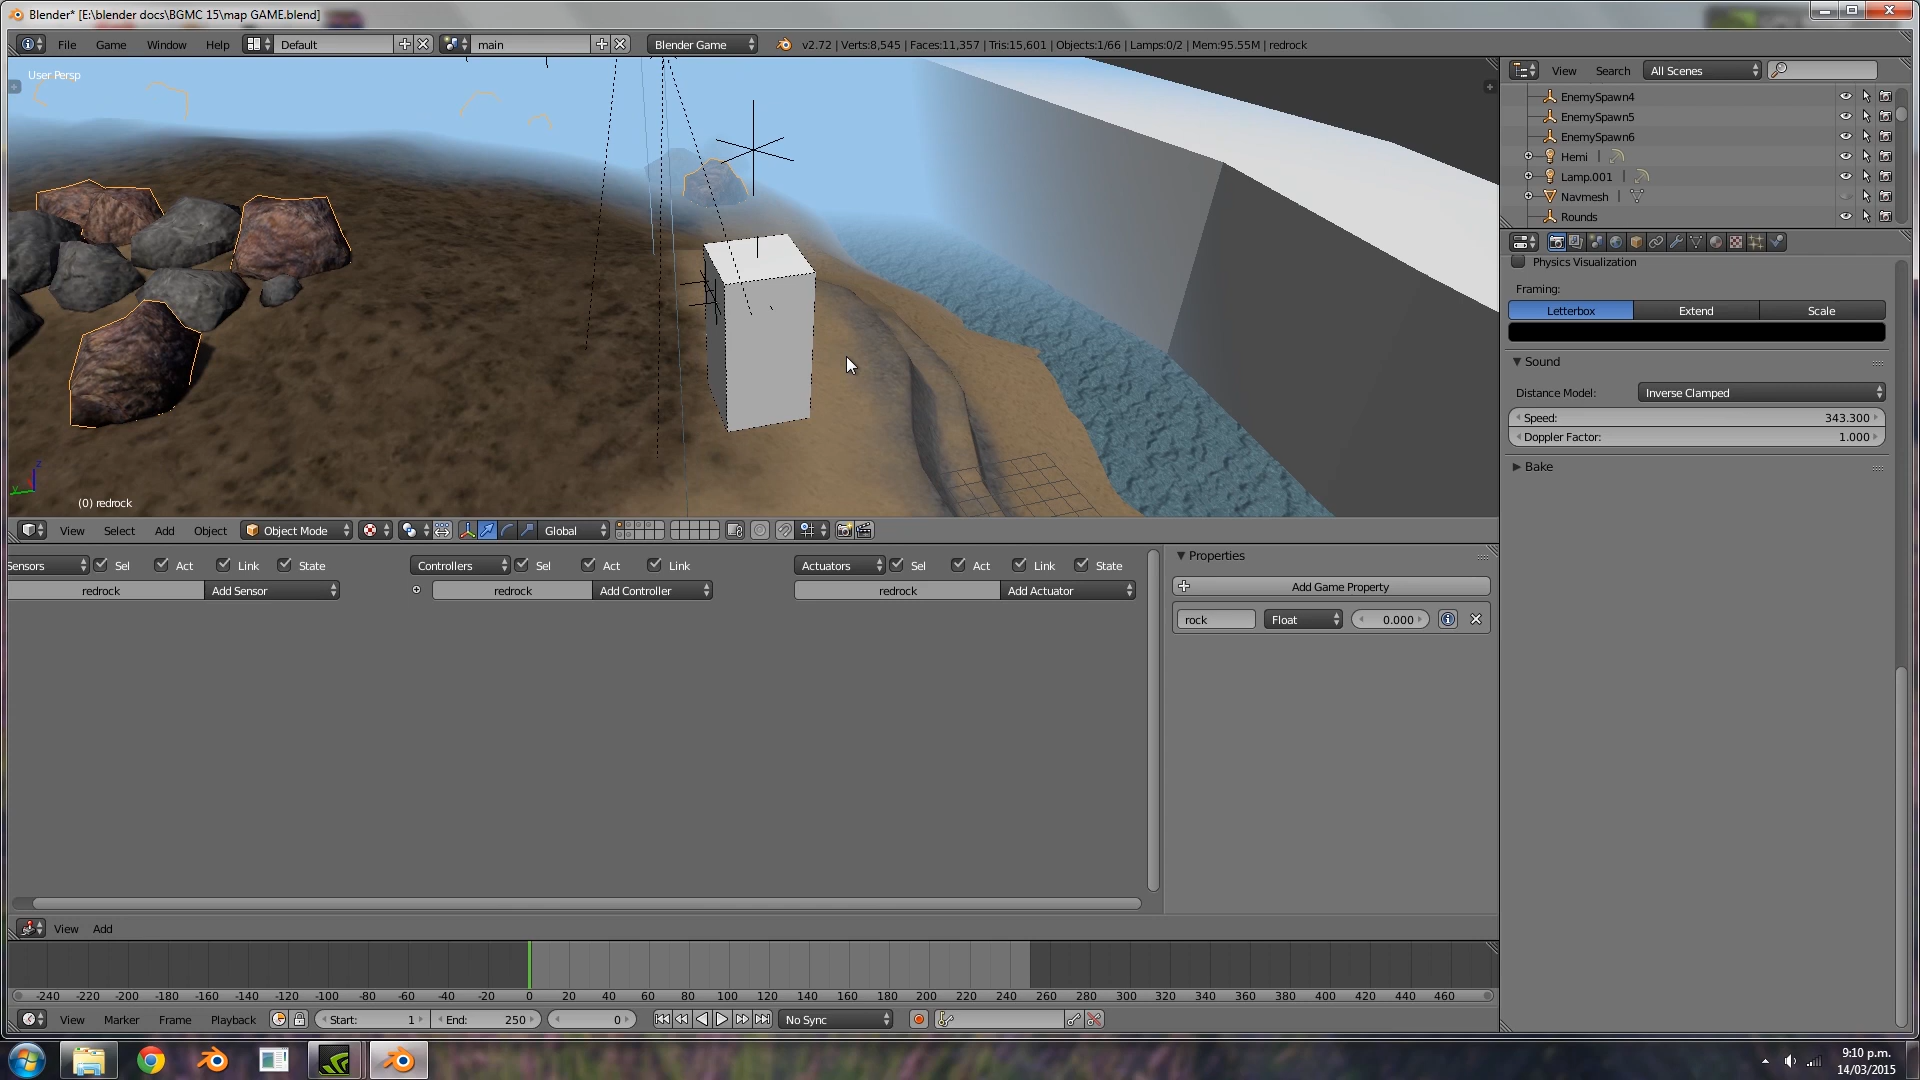 Blender* [E:\blender docs\BGMC 15\map GAME.blend]
File Game Window Help Default main Blender Game v2.72 | Verts:8,545 | Faces:11,357 | Tris:15,601 | Objects:1/66 | Lamps:0/2 | Mem:95.55M | redrock
User Persp
(0) redrock
z
y
View Select Add Object Object Mode Global
View Search All Scenes
EnemySpawn4
EnemySpawn5
EnemySpawn6
Hemi
Lamp.001
Navmesh
Rounds
Physics Visualization
Framing:
Letterbox Extend Scale
Sound
Distance Model: Inverse Clamped
Speed: 343.300
Doppler Factor: 1.000
Bake
Sensors Sel Act Link State Controllers Sel Act Link Actuators Sel Act Link State
redrock Add Sensor redrock Add Controller redrock Add Actuator
Properties
Add Game Property
rock Float 0.000
View Add
-240 -220 -200 -180 -160 -140 -120 -100 -80 -60 -40 -20 0 20 40 60 80 100 120 140 160 180 200 220 240 260 280 300 320 340 360 380 400 420 440 460
View Marker Frame Playback Start: 1 End: 250 0 No Sync
9:10 p.m.
14/03/2015